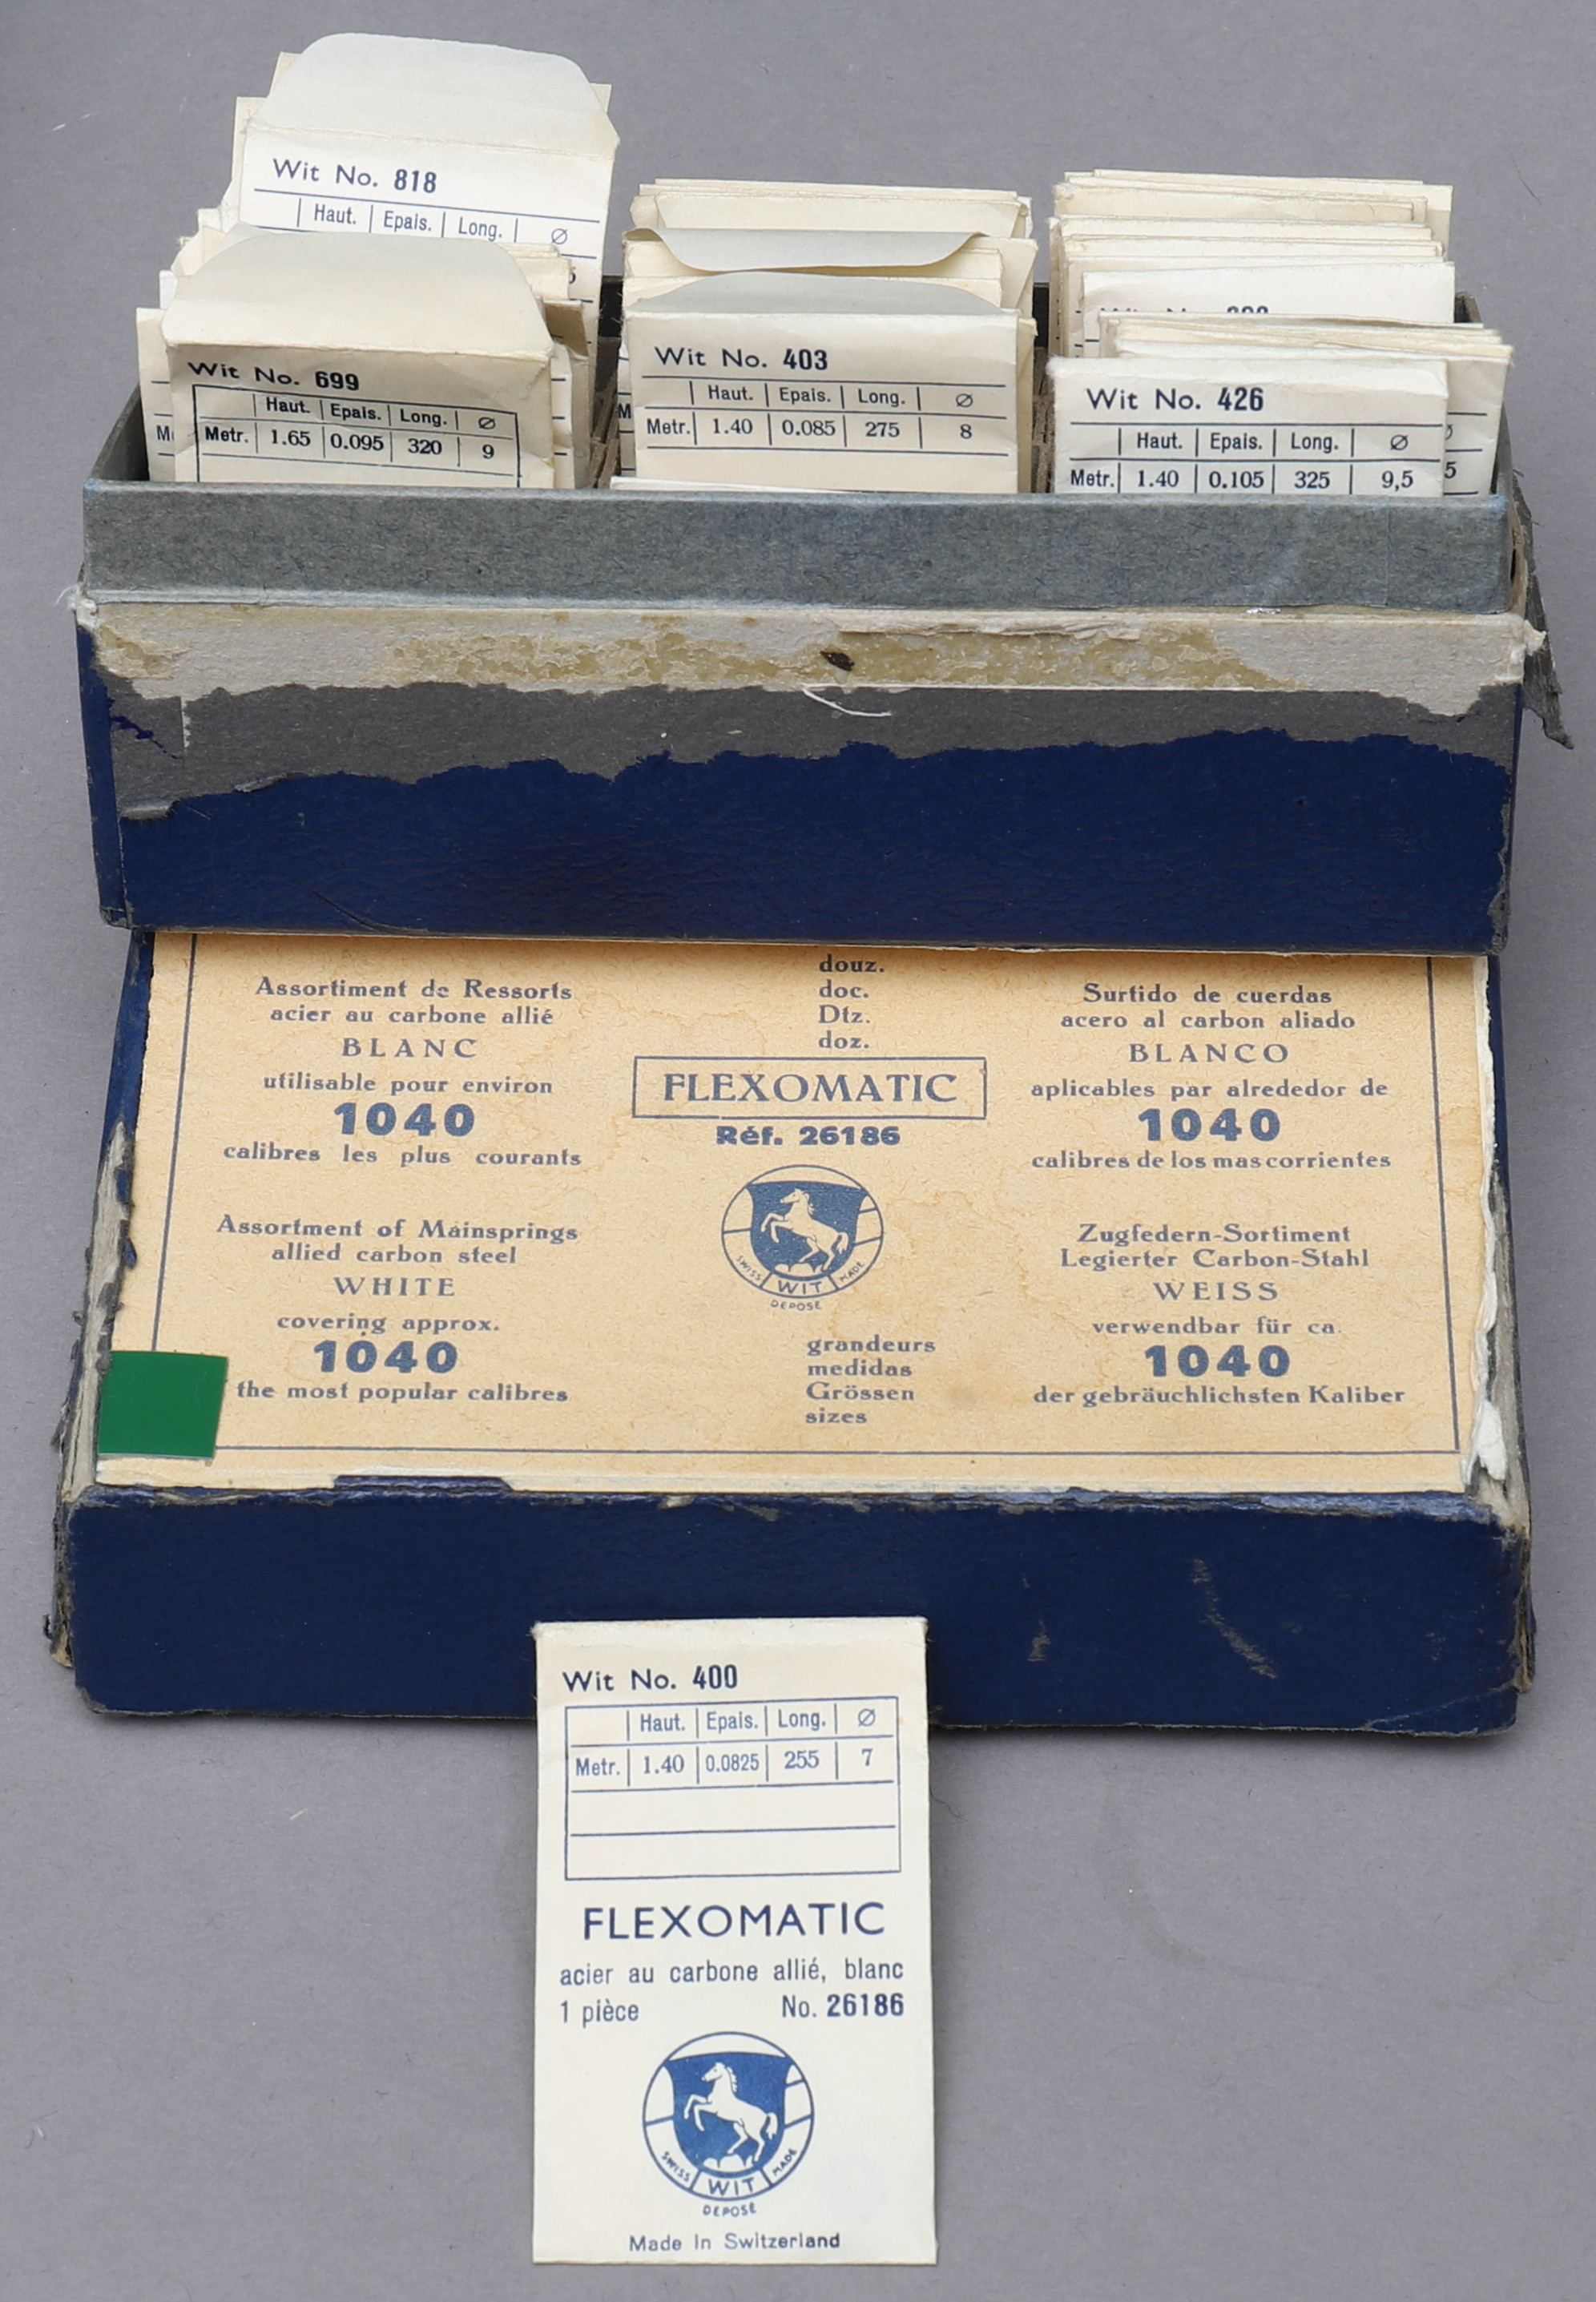 Wit No. 818
Haut. Epais. Long. Ø
Wit No. 699
Haut. Epais. Long. Ø
Metr. 1.65 0.095 320 9
Wit No. 403
Haut. Epais. Long. Ø
Metr. 1.40 0.085 275 8
Wit No. 426
Haut. Epais. Long. Ø
Metr. 1.40 0.105 325 9,5
Assortiment de Ressorts
acier au carbone allié
BLANC
utilisable pour environ
1040
calibres les plus courants
Assortment of Mainsprings
allied carbon steel
WHITE
covering approx.
1040
the most popular calibres
douz.
doc.
Dtz.
doz.
FLEXOMATIC
Réf. 26186
SWISS WIT MADE
DEPOSE
grandeurs
medidas
Grössen
sizes
Surtido de cuerdas
acero al carbon aliado
BLANCO
aplicables par alrededor de
1040
calibres de los mas corrientes
Zugfedern-Sortiment
Legierter Carbon-Stahl
WEISS
verwendbar für ca.
1040
der gebräuchlichsten Kaliber
Wit No. 400
Haut. Epais. Long. Ø
Metr. 1.40 0.0825 255 7
FLEXOMATIC
acier au carbone allié, blanc
1 pièce No. 26186
SWISS WIT MADE
DEPOSE
Made in Switzerland